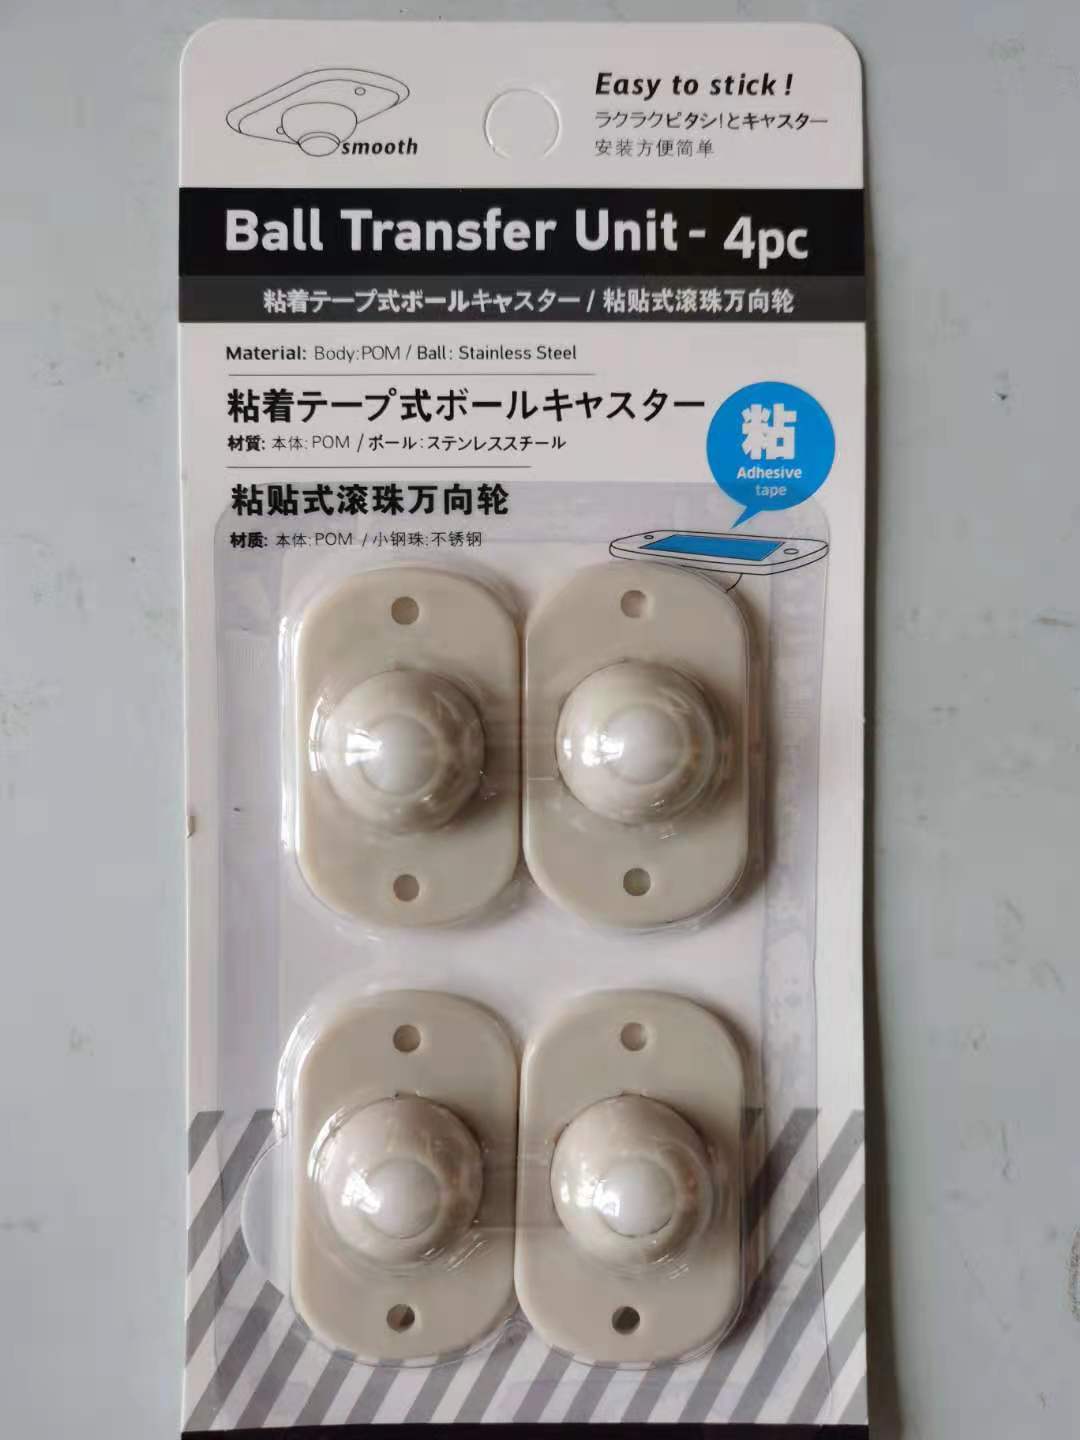 smooth
Easy to stick!
ラクラクピタシ!とキャスター
安装方便简单
Ball Transfer Unit - 4pc
粘着テープ式ボールキャスター / 粘贴式滚珠万向轮
Material: Body:POM / Ball: Stainless Steel
粘着テープ式ボールキャスター
材質: 本体:POM / ボール:ステンレススチール
粘
Adhesive
tape
粘贴式滚珠万向轮
材质: 本体:POM / 小钢珠:不锈钢